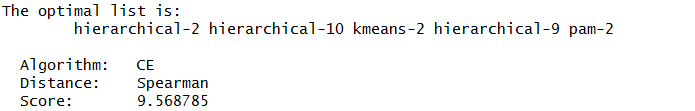 The optimal list is:
hierarchical-2 hierarchical-10 kmeans-2 hierarchical-9 pam-2
Algorithm: CE
Distance: Spearman
Score: 9.568785